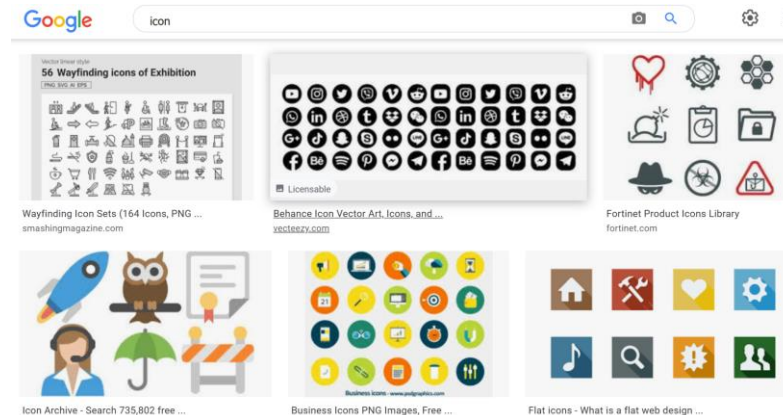 Google
icon
Vector linear style
56 Wayfinding icons of Exhibition
PNG SVG AI EPS
Licensable
Wayfinding Icon Sets (164 Icons, PNG ...
smashingmagazine.com
Behance Icon Vector Art, Icons, and ...
vecteezy.com
Fortinet Product Icons Library
fortinet.com
21
Business icons - www.psdgraphics.com
Icon Archive - Search 735,802 free ...
Business Icons PNG Images, Free ...
Flat icons - What is a flat web design ...